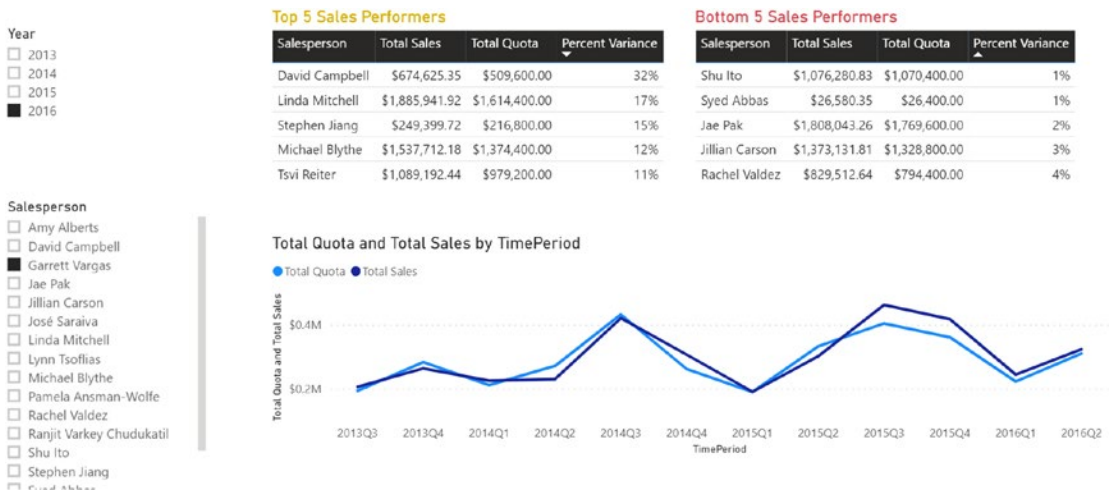 Year
2013
2014
2015
2016
Salesperson
Amy Alberts
David Campbell
Garrett Vargas
Jae Pak
Jillian Carson
José Saraiva
Linda Mitchell
Lynn Tsoflias
Michael Blythe
Pamela Ansman-Wolfe
Rachel Valdez
Ranjit Varkey Chudukatil
Shu Ito
Stephen Jiang
Top 5 Sales Performers
Salesperson Total Sales Total Quota Percent Variance
David Campbell $674,625.35 $509,600.00 32%
Linda Mitchell $1,885,941.92 $1,614,400.00 17%
Stephen Jiang $249,399.72 $216,800.00 15%
Michael Blythe $1,537,712.18 $1,374,400.00 12%
Tsvi Reiter $1,089,192.44 $979,200.00 11%
Bottom 5 Sales Performers
Salesperson Total Sales Total Quota Percent Variance
Shu Ito $1,076,280.83 $1,070,400.00 1%
Syed Abbas $26,580.35 $26,400.00 1%
Jae Pak $1,808,043.26 $1,769,600.00 2%
Jillian Carson $1,373,131.81 $1,328,800.00 3%
Rachel Valdez $829,512.64 $794,400.00 4%
Total Quota and Total Sales by TimePeriod
Total Quota Total Sales
Total Quota and Total Sales
$0.4M
$0.2M
2013Q3 2013Q4 2014Q1 2014Q2 2014Q3 2014Q4 2015Q1 2015Q2 2015Q3 2015Q4 2016Q1 2016Q2
TimePeriod